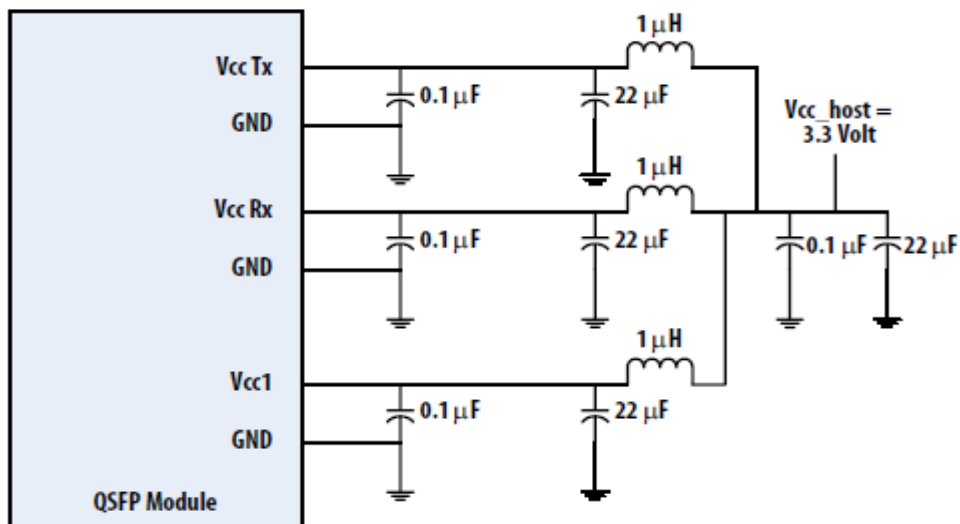 1 μH
Vcc Tx
0.1 μF
22 μF
GND
Vcc_host =
3.3 Volt
1 μH
Vcc Rx
0.1 μF
22 μF
0.1 μF
22 μF
GND
1 μH
Vcc1
0.1 μF
22 μF
GND
QSFP Module